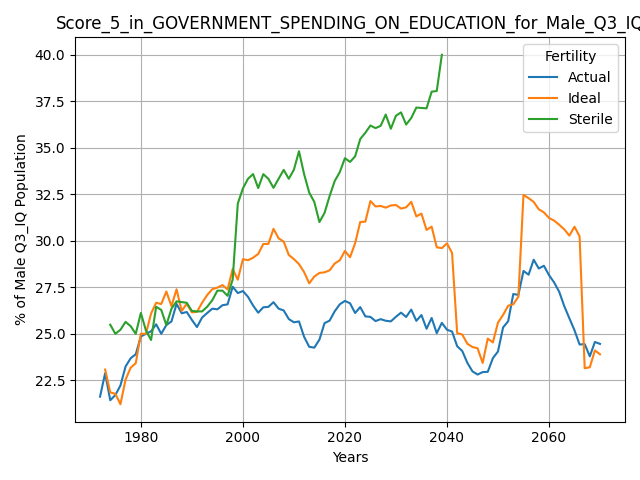 Score_5_in_GOVERNMENT_SPENDING_ON_EDUCATION_for_Male_Q3_IQ
Fertility
Actual
Ideal
Sterile
% of Male Q3_IQ Population
40.0
37.5
35.0
32.5
30.0
27.5
25.0
22.5
1980 2000 2020 2040 2060
Years